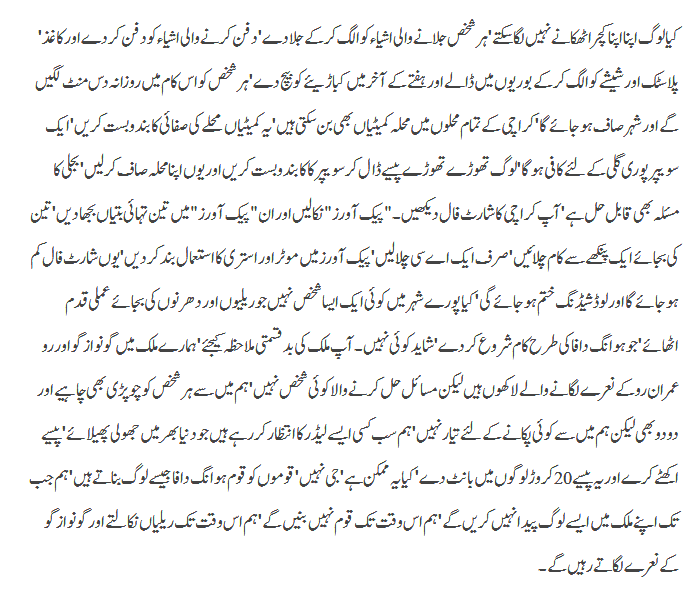 کیا لوگ اپنا اپنا کچرا ٹھکانے نہیں لگا سکتے' ہر شخص جلانے والی اشیاء کو الگ کر کے جلا دے' دفن کرنے والی اشیاء کو دفن کر دے اور کاغذ'
پلاسٹک اور شیشے کو الگ کر کے بوریوں میں ڈالے اور ہفتے کے آخر میں کباڑیئے کو بیچ دے' ہر شخص کو اس کام میں روزانہ دس منٹ لگیں
گے اور شہر صاف ہو جائے گا' کراچی کے تمام محلوں میں محلہ کمیٹیاں بھی بن سکتی ہیں' یہ کمیٹیاں محلے کی صفائی کا بندوبست کریں' ایک
سویپر پوری گلی کے لئے کافی ہو گا' لوگ تھوڑے تھوڑے پیسے ڈال کر سویپر کا بندوبست کریں اور یوں اپنا محلہ صاف کر لیں' بجلی کا
مسئلہ بھی قابل حل ہے' آپ کراچی کا شارٹ فال دیکھیں۔ "پیک آورز" نکالیں اور ان "پیک آورز" میں تین تہائی بتیاں بجھا دیں' تین
کی بجائے ایک پنکھے سے کام چلائیں' صرف ایک اے سی چلالیں' پیک آورز میں موٹر اور استری کا استعمال بند کر دیں' یوں شارٹ فال کم
ہو جائے گا اور لوڈ شیڈنگ ختم ہو جائے گی' کیا پورے شہر میں کوئی ایک ایسا شخص نہیں جو ریلیوں اور دھرنوں کی بجائے عملی قدم
اٹھائے' جو ہوانگ دافا کی طرح کام شروع کر دے' شاید کوئی نہیں۔ آپ ملک کی بدقسمتی ملاحظہ کیجئے' ہمارے ملک میں گو نواز گو اور رو
عمران رو کے نعرے لگانے والے لاکھوں ہیں لیکن مسائل حل کرنے والا کوئی شخص نہیں' ہم میں سے ہر شخص کو چوپڑی بھی چاہیے اور
دو دو بھی لیکن ہم میں سے کوئی پکانے کے لئے تیار نہیں' ہم سب کسی ایسے لیڈر کا انتظار کر رہے ہیں جو دنیا بھر میں جھولی پھیلائے' پیسے
اکٹھے کرے اور یہ پیسے 20 کروڑ لوگوں میں بانٹ دے' کیا یہ ممکن ہے' جی نہیں' قوموں کو قوم ہوانگ دافا جیسے لوگ بناتے ہیں' ہم جب
تک اپنے ملک میں ایسے لوگ پیدا نہیں کریں گے' ہم اس وقت تک قوم نہیں بنیں گے' ہم اس وقت تک ریلیاں نکالتے اور گو نواز گو
کے نعرے لگاتے رہیں گے۔